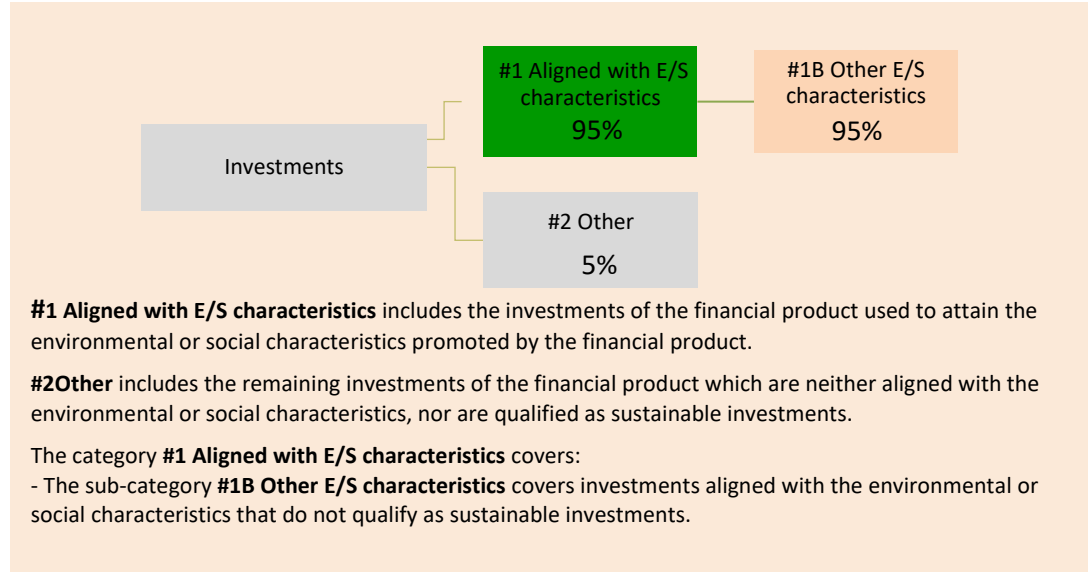 #1 Aligned with E/S
characteristics
95%
#1B Other E/S
characteristics
95%
Investments
#2 Other
5%
#1 Aligned with E/S characteristics includes the investments of the financial product used to attain the
environmental or social characteristics promoted by the financial product.
#2Other includes the remaining investments of the financial product which are neither aligned with the
environmental or social characteristics, nor are qualified as sustainable investments.
The category #1 Aligned with E/S characteristics covers:
- The sub-category #1B Other E/S characteristics covers investments aligned with the environmental or
social characteristics that do not qualify as sustainable investments.